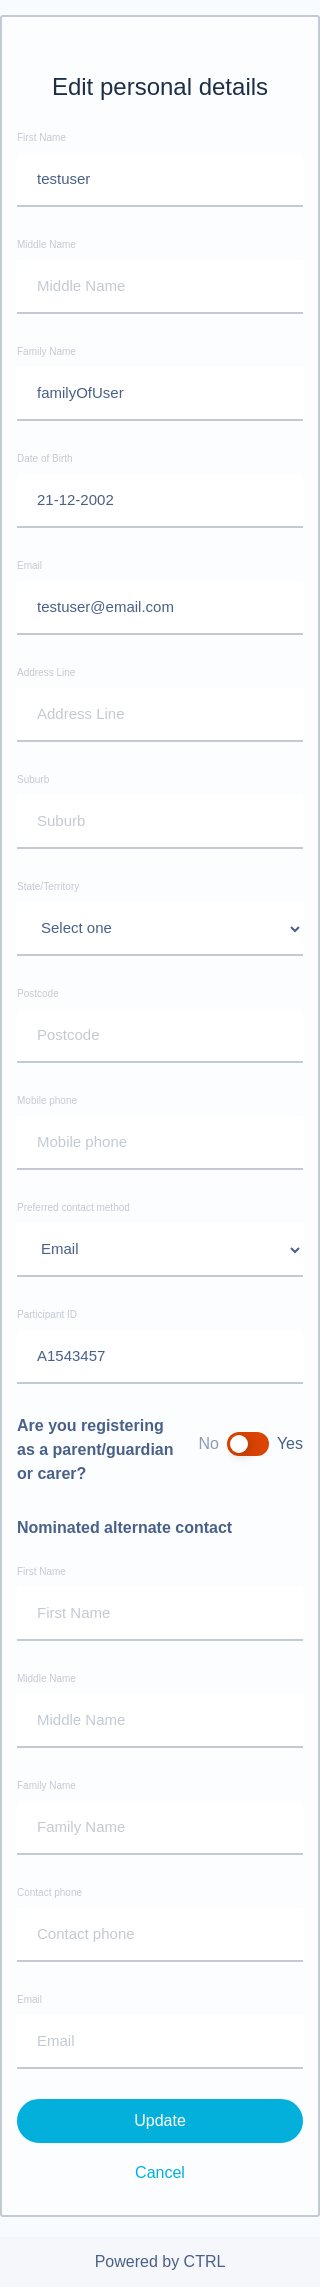 Edit personal details
First Name
testuser
Middle Name
Middle Name
Family Name
familyOfUser
Date of Birth
21-12-2002
Email
testuser@email.com
Address Line
Address Line
Suburb
Suburb
State/Territory
Select one
Postcode
Postcode
Mobile phone
Mobile phone
Preferred contact method
Email
Participant ID
A1543457
Are you registering
as a parent/guardian
or carer?
No Yes
Nominated alternate contact
First Name
First Name
Middle Name
Middle Name
Family Name
Family Name
Contact phone
Contact phone
Email
Email
Update
Cancel
Powered by CTRL